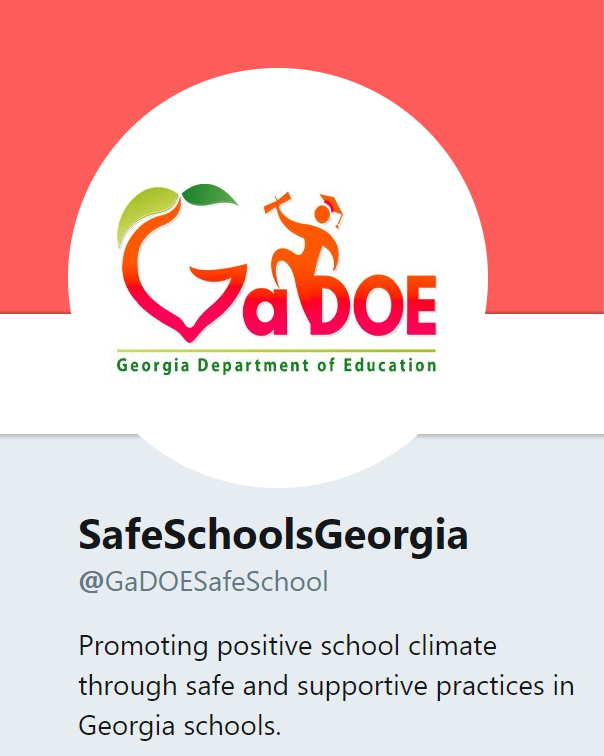 GaDOE
Georgia Department of Education
SafeSchoolsGeorgia
@GaDOESafeSchool
Promoting positive school climate
through safe and supportive practices in
Georgia schools.